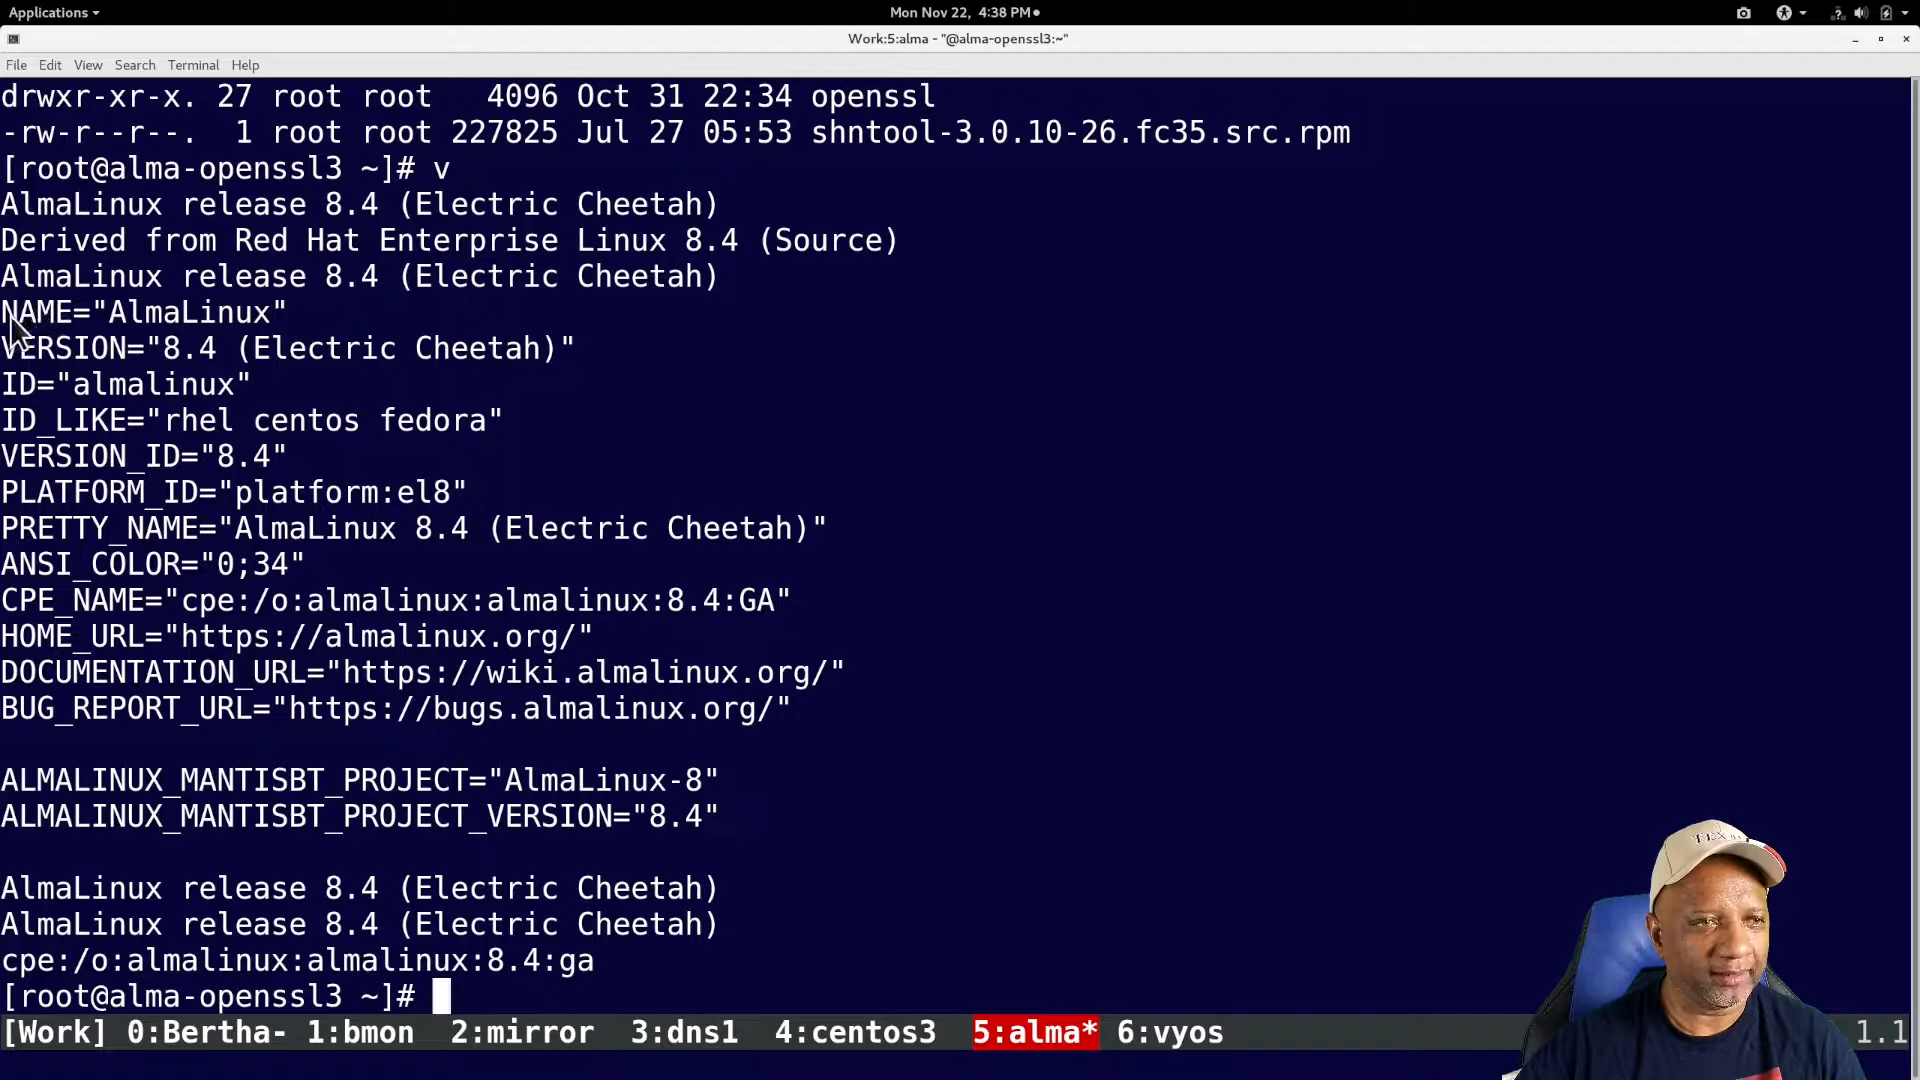 Applications
Mon Nov 22, 4:38 PM
Work:5:alma - "@alma-openssl3:~"
File Edit View Search Terminal Help
drwxr-xr-x. 27 root root   4096 Oct 31 22:34 openssl
-rw-r--r--.  1 root root 227825 Jul 27 05:53 shntool-3.0.10-26.fc35.src.rpm
[root@alma-openssl3 ~]# v
AlmaLinux release 8.4 (Electric Cheetah)
Derived from Red Hat Enterprise Linux 8.4 (Source)
AlmaLinux release 8.4 (Electric Cheetah)
NAME="AlmaLinux"
VERSION="8.4 (Electric Cheetah)"
ID="almalinux"
ID_LIKE="rhel centos fedora"
VERSION_ID="8.4"
PLATFORM_ID="platform:el8"
PRETTY_NAME="AlmaLinux 8.4 (Electric Cheetah)"
ANSI_COLOR="0;34"
CPE_NAME="cpe:/o:almalinux:almalinux:8.4:GA"
HOME_URL="https://almalinux.org/"
DOCUMENTATION_URL="https://wiki.almalinux.org/"
BUG_REPORT_URL="https://bugs.almalinux.org/"
ALMALINUX_MANTISBT_PROJECT="AlmaLinux-8"
ALMALINUX_MANTISBT_PROJECT_VERSION="8.4"
AlmaLinux release 8.4 (Electric Cheetah)
AlmaLinux release 8.4 (Electric Cheetah)
cpe:/o:almalinux:almalinux:8.4:ga
[root@alma-openssl3 ~]#
[Work] 0:Bertha- 1:bmon  2:mirror  3:dns1  4:centos3  5:alma* 6:vyos 1.1